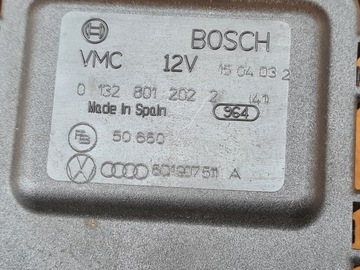 BOSCH
VMC 12V 15 04 03 2
0 132 801 202 2 (41)
Made in Spain 964
50 660
6Q1907511 A